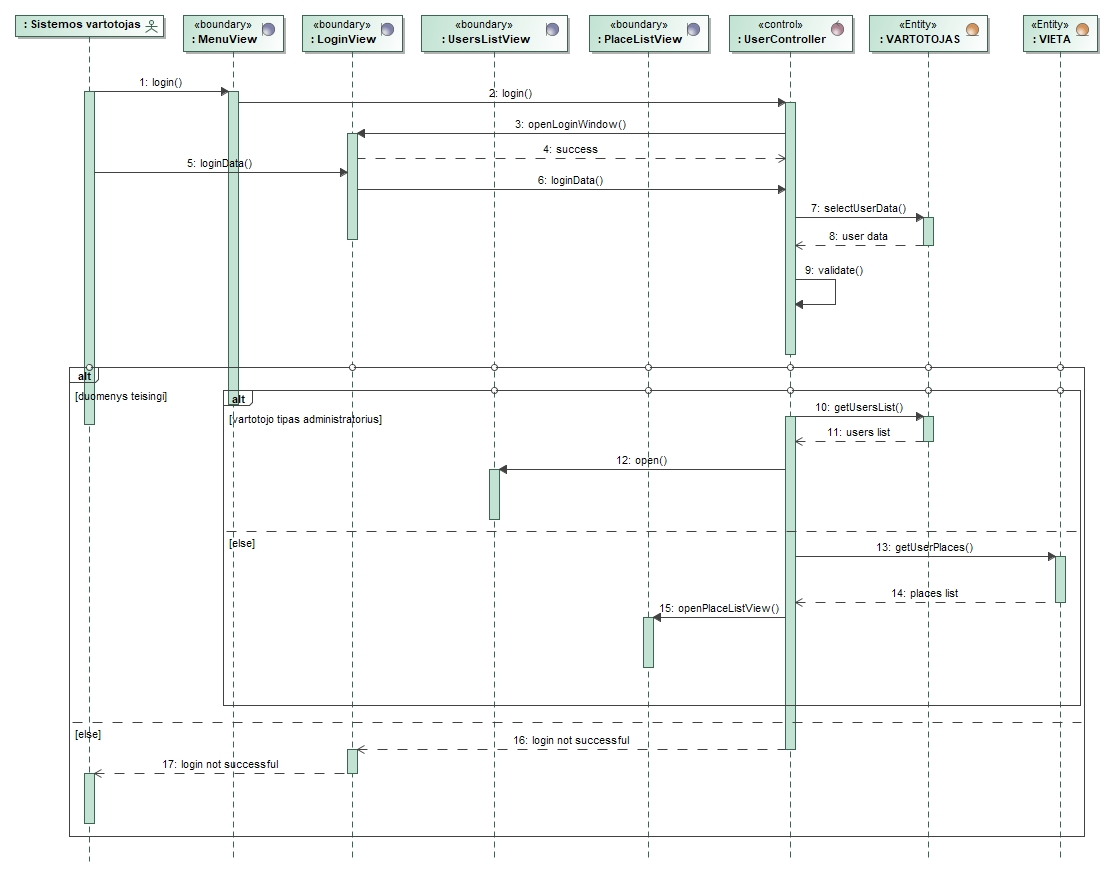 : Sistemos vartotojas
«boundary»
: MenuView
«boundary»
: LoginView
«boundary»
: UsersListView
«boundary»
: PlaceListView
«control»
: UserController
«Entity»
: VARTOTOJAS
«Entity»
: VIETA
1: login()
2: login()
3: openLoginWindow()
4: success
5: loginData()
6: loginData()
7: selectUserData()
8: user data
9: validate()
alt
[duomenys teisingi]
alt
[vartotojo tipas administratorius]
10: getUsersList()
11: users list
12: open()
[else]
13: getUserPlaces()
14: places list
15: openPlaceListView()
[else]
16: login not successful
17: login not successful